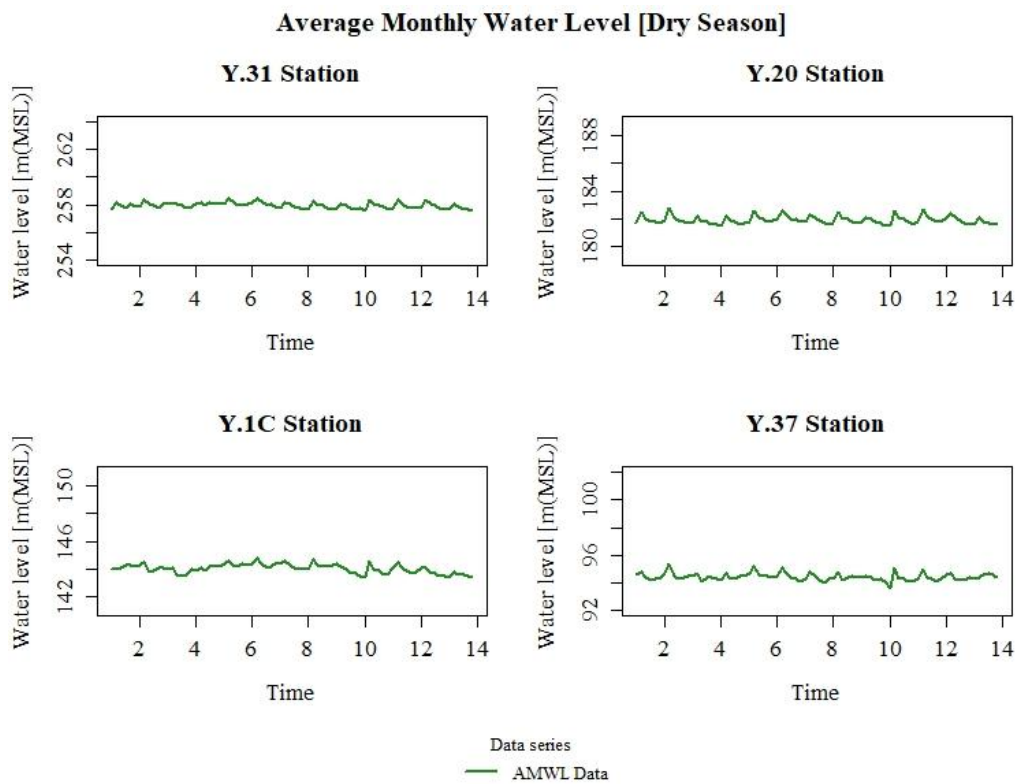 Average Monthly Water Level [Dry Season]
Y.31 Station
Water level [m(MSL)]
262
258
254
2 4 6 8 10 12 14
Time
Y.20 Station
Water level [m(MSL)]
188
184
180
2 4 6 8 10 12 14
Time
Y.1C Station
Water level [m(MSL)]
150
146
142
2 4 6 8 10 12 14
Time
Y.37 Station
Water level [m(MSL)]
100
96
92
2 4 6 8 10 12 14
Time
Data series
AMWL Data